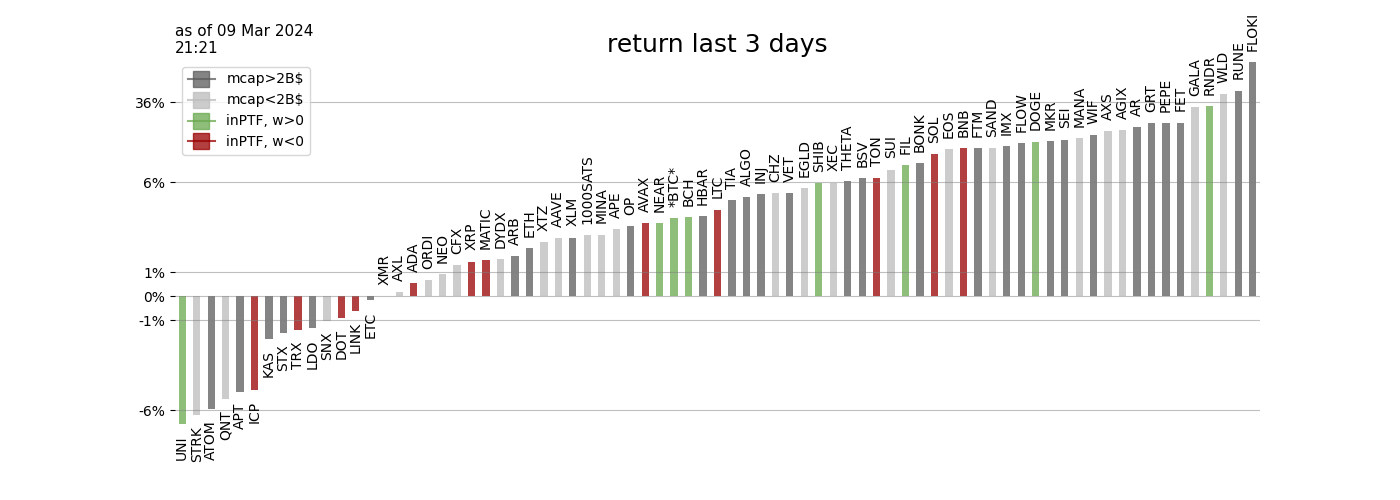 as of 09 Mar 2024
21:21
return last 3 days
mcap>2B$
mcap<2B$
inPTF, w>0
inPTF, w<0
36%
6%
1%
0%
-1%
-6%
UNI
STRK
ATOM
QNT
APT
ICP
KAS
STX
TRX
LDO
SNX
DOT
LINK
ETC
XMR
AXL
ADA
ORDI
NEO
CFX
XRP
MATIC
DYDX
ARB
ETH
XTZ
AAVE
XLM
1000SATS
MINA
APE
OP
AVAX
NEAR
*BTC*
BCH
HBAR
LTC
TIA
ALGO
INJ
CHZ
VET
EGLD
SHIB
XEC
THETA
BSV
TON
SUI
FIL
BONK
SOL
EOS
BNB
FTM
SAND
IMX
FLOW
DOGE
MKR
SEI
MANA
WIF
AXS
AGIX
AR
GRT
PEPE
FET
GALA
RNDR
WLD
RUNE
FLOKI